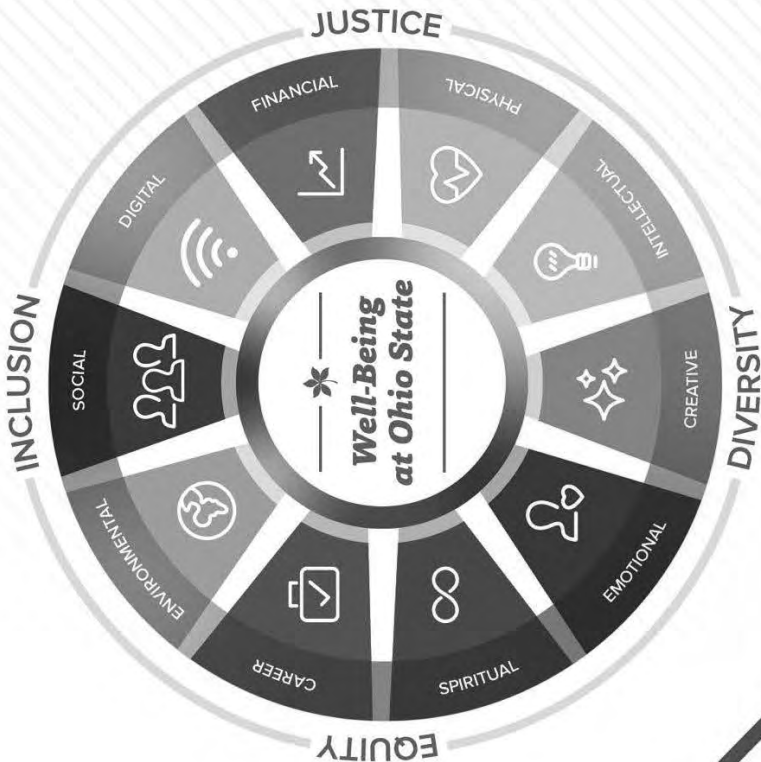 JUSTICE
DIVERSITY
EQUITY
INCLUSION
FINANCIAL
PHYSICAL
INTELLECTUAL
CREATIVE
EMOTIONAL
SPIRITUAL
CAREER
ENVIRONMENTAL
SOCIAL
DIGITAL
Well-Being
at Ohio State